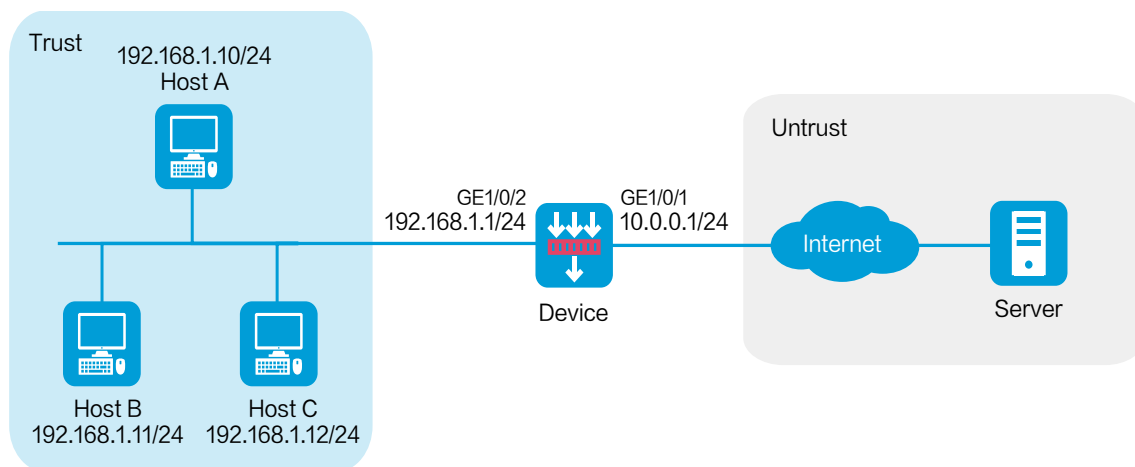 Trust
192.168.1.10/24
Host A
Host B
192.168.1.11/24
Host C
192.168.1.12/24
GE1/0/2
192.168.1.1/24
GE1/0/1
10.0.0.1/24
Device
Untrust
Internet
Server